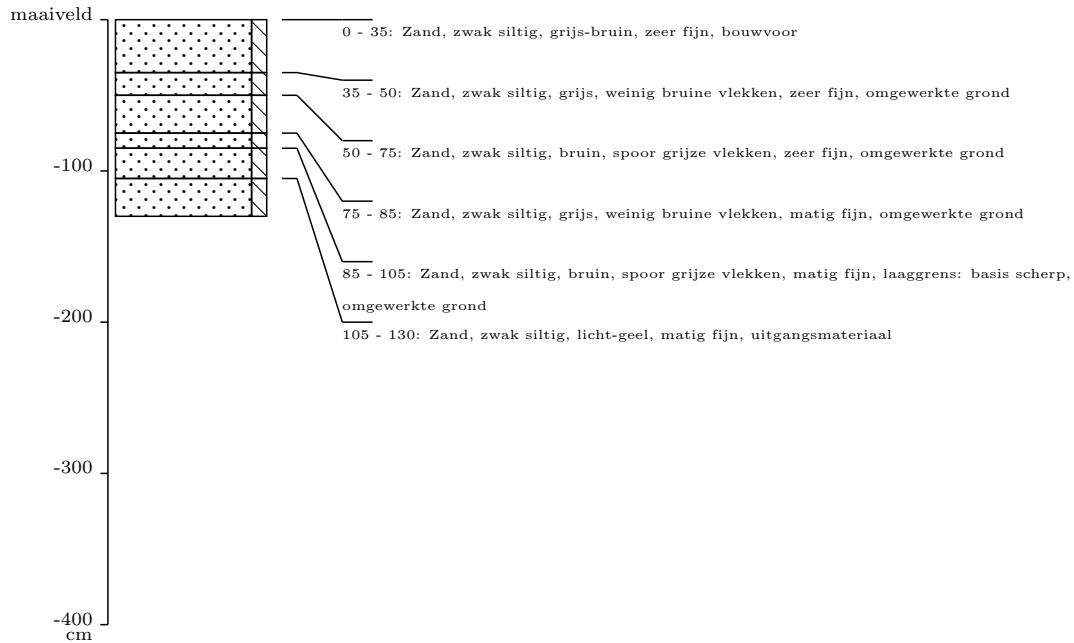 maaiveld
0 - 35: Zand, zwak siltig, grijs-bruin, zeer fijn, bouwvoor
35 - 50: Zand, zwak siltig, grijs, weinig bruine vlekken, zeer fijn, omgewerkte grond
50 - 75: Zand, zwak siltig, bruin, spoor grijze vlekken, zeer fijn, omgewerkte grond
-100
75 - 85: Zand, zwak siltig, grijs, weinig bruine vlekken, matig fijn, omgewerkte grond
85 - 105: Zand, zwak siltig, bruin, spoor grijze vlekken, matig fijn, laaggrens: basis scherp,
omgewerkte grond
-200
105 - 130: Zand, zwak siltig, licht-geel, matig fijn, uitgangsmateriaal
-300
-400
cm